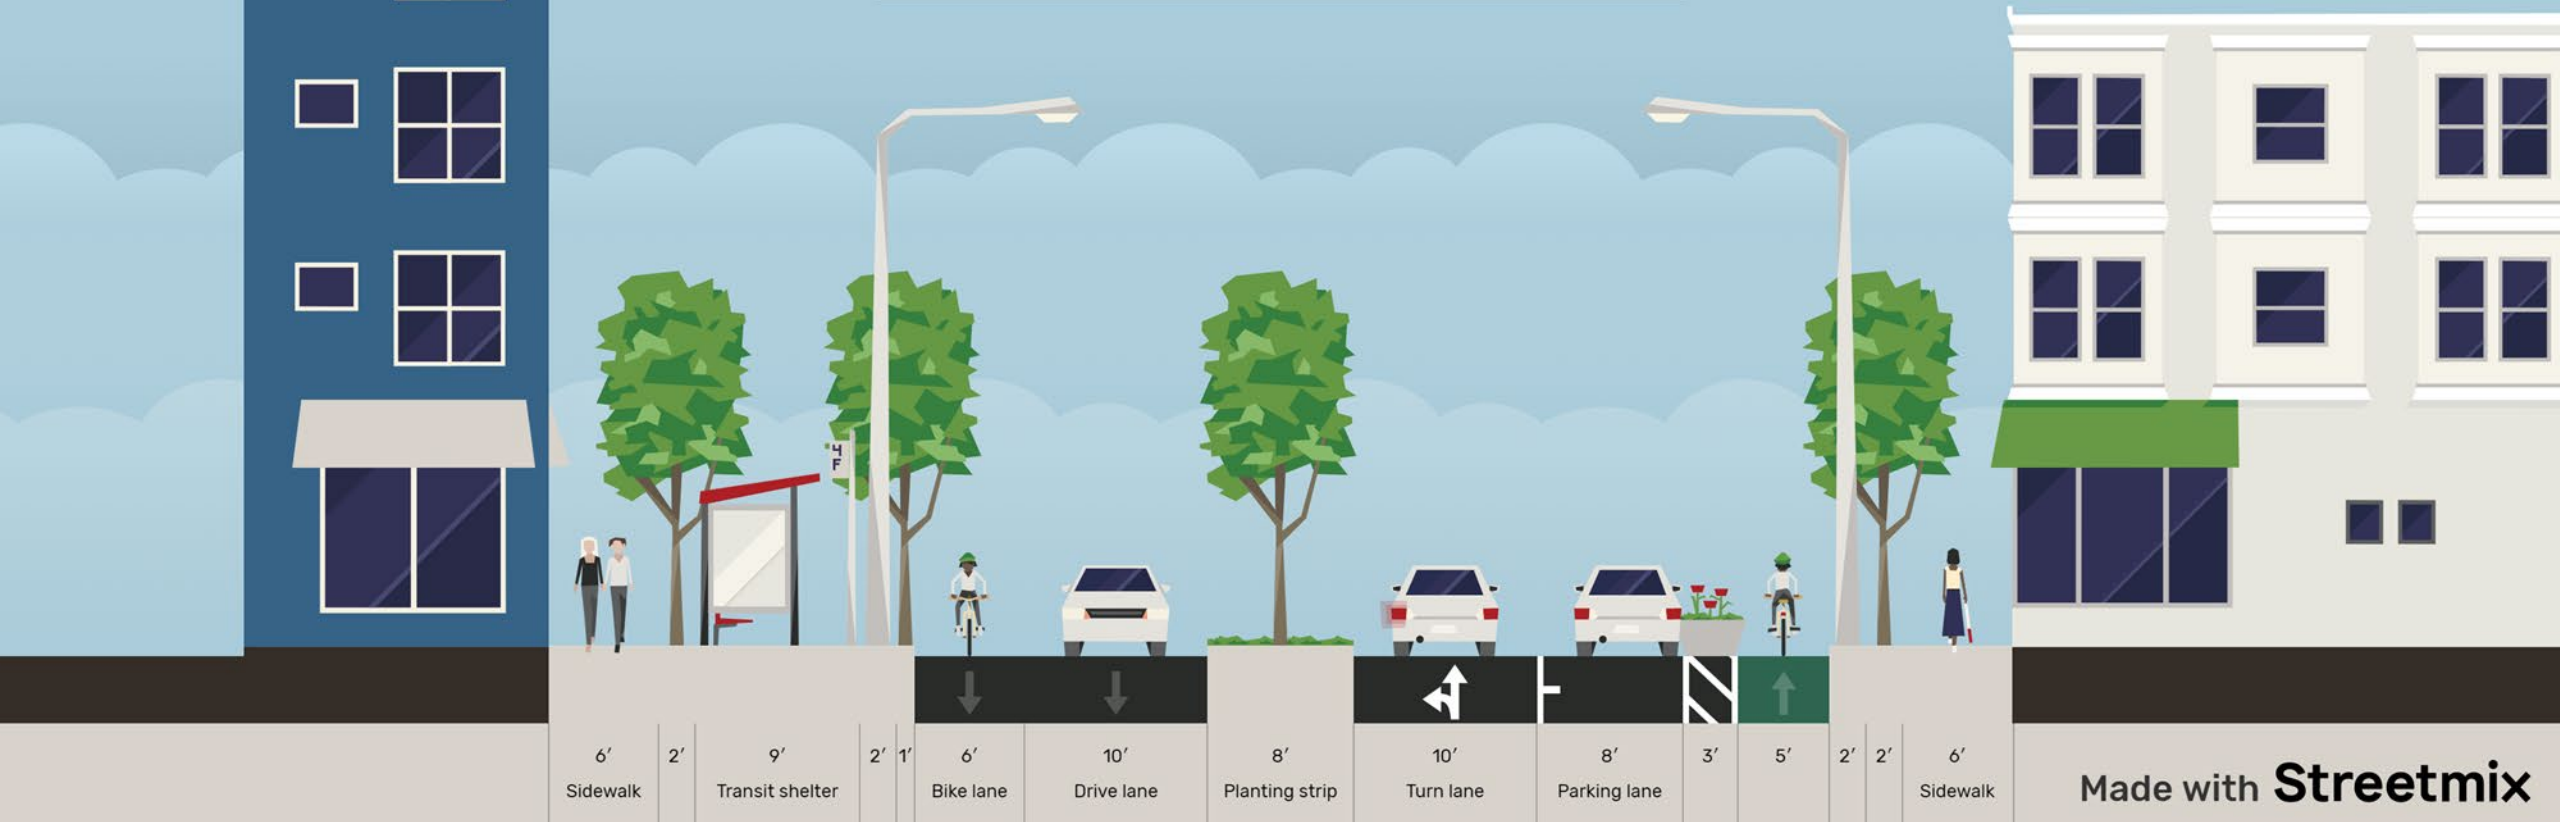 4
F
6′ 2′ 9′ 2′ 1′ 6′ 10′ 8′ 10′ 8′ 3′ 5′ 2′ 2′ 6′
Sidewalk Transit shelter Bike lane Drive lane Planting strip Turn lane Parking lane Sidewalk
Made with Streetmix